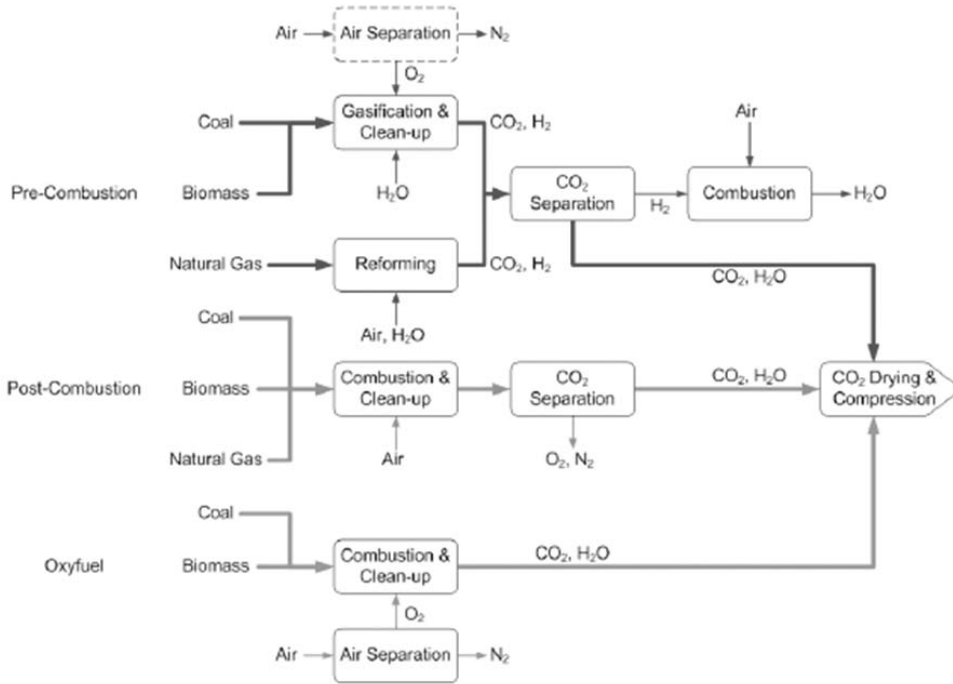 Air
Air Separation
N₂
O₂
Coal
Gasification &
Clean-up
CO₂, H₂
Air
Pre-Combustion
Biomass
H₂O
CO₂
Separation
H₂
Combustion
H₂O
Natural Gas
Reforming
CO₂, H₂
CO₂, H₂O
Air, H₂O
Coal
Post-Combustion
Biomass
Combustion &
Clean-up
CO₂
Separation
CO₂, H₂O
CO₂ Drying &
Compression
Natural Gas
Air
O₂, N₂
Coal
Oxyfuel
Biomass
Combustion &
Clean-up
CO₂, H₂O
O₂
Air
Air Separation
N₂